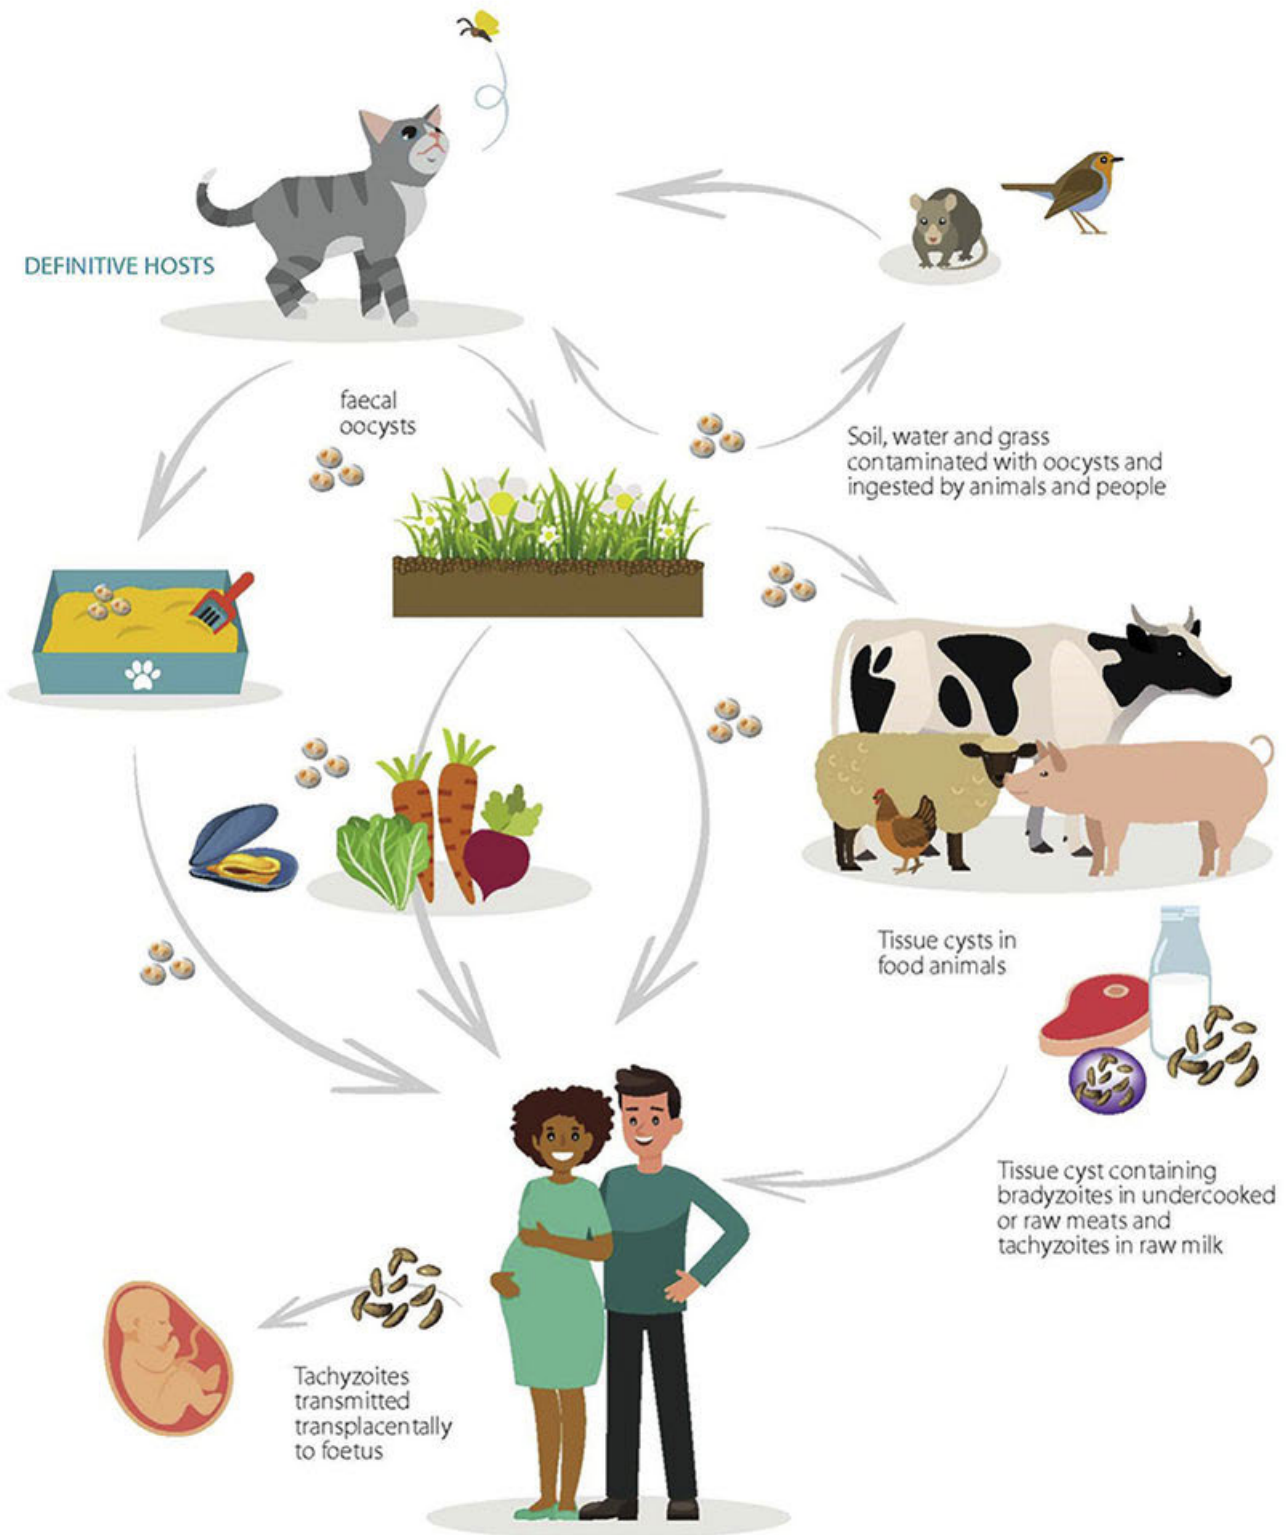 DEFINITIVE HOSTS
faecal
oocysts
Soil, water and grass
contaminated with oocysts and
ingested by animals and people
Tissue cysts in
food animals
Tissue cyst containing
bradyzoites in undercooked
or raw meats and
tachyzoites in raw milk
Tachyzoites
transmitted
transplacentally
to foetus